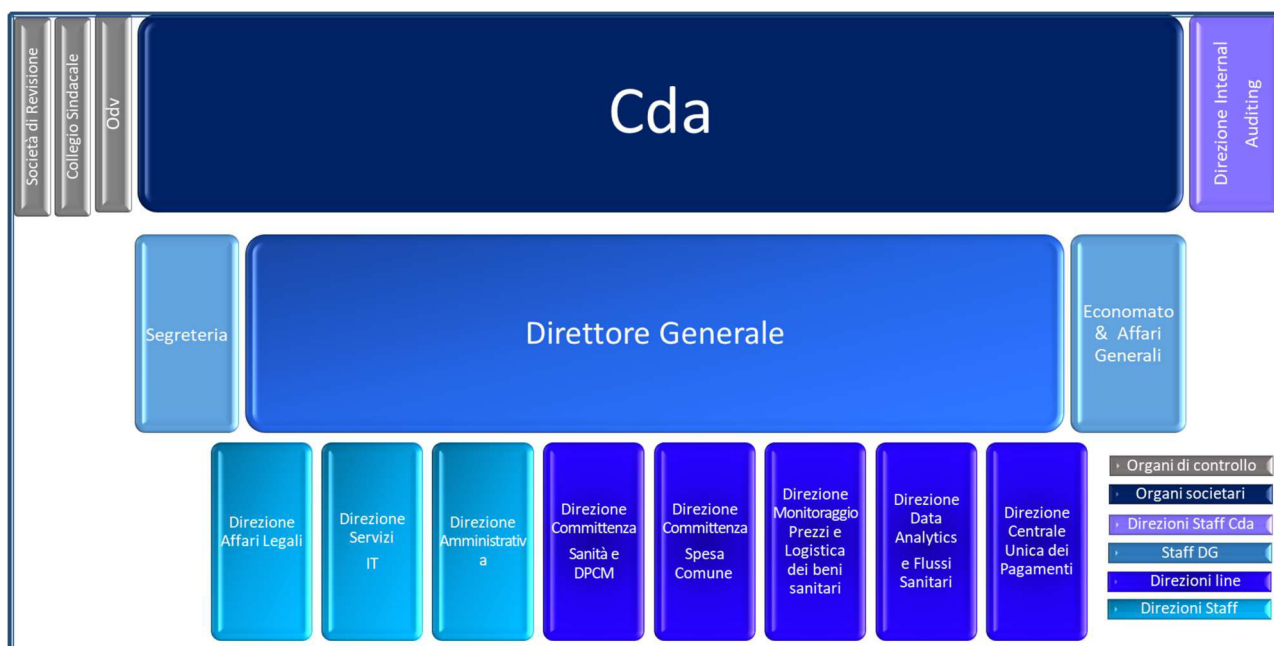 Società di Revisione
Collegio Sindacale
Odv
Cda
Direzione Internal
Auditing
Segreteria
Direttore Generale
Economato
& Affari
Generali
Direzione
Affari Legali
Direzione
Servizi
IT
Direzione
Amministrativ
a
Direzione
Committenza
Sanità e
DPCM
Direzione
Committenza
Spesa
Comune
Direzione
Monitoraggio
Prezzi e
Logistica
dei beni
sanitari
Direzione
Data
Analytics
e Flussi
Sanitari
Direzione
Centrale
Unica dei
Pagamenti
Organi di controllo
Organi societari
Direzioni Staff Cda
Staff DG
Direzioni line
Direzioni Staff